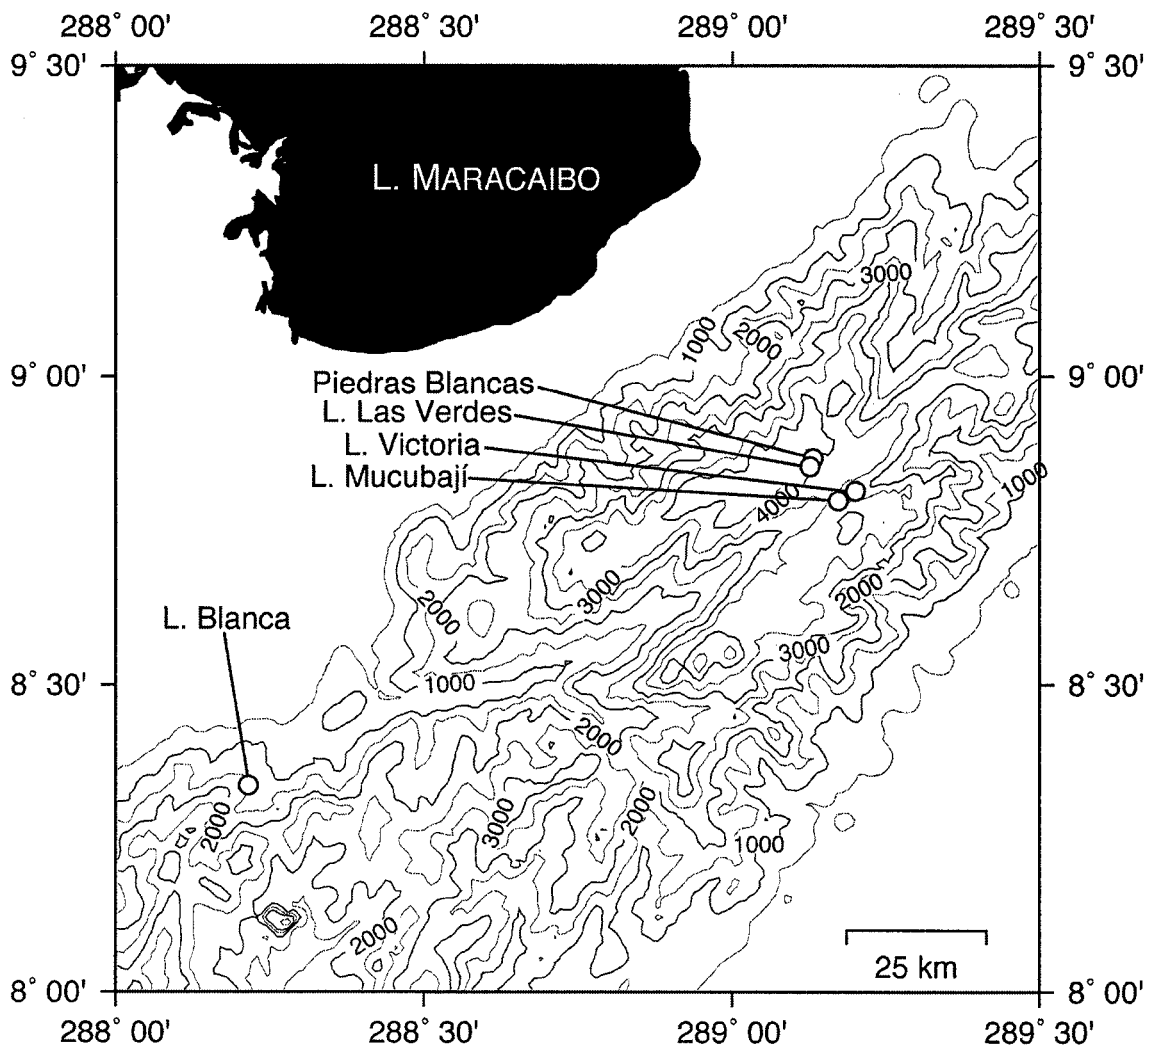 288° 00' 288° 30' 289° 00' 289° 30'
9° 30' 9° 30'
L. MARACAIBO
3000
1000 2000
9° 00' 9° 00'
Piedras Blancas
L. Las Verdes
L. Victoria
L. Mucubají
4000 1000
3000 2000
2000
L. Blanca
3000
8° 30' 1000 8° 30'
2000
2000 3000 2000
1000
2000
25 km
8° 00' 8° 00'
288° 00' 288° 30' 289° 00' 289° 30'